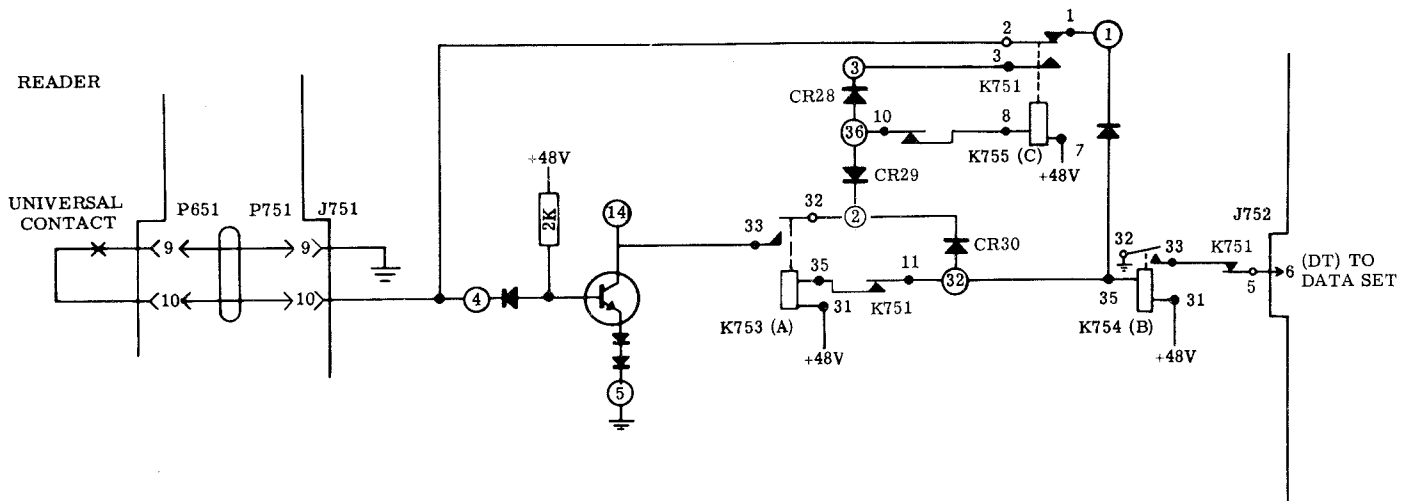 READER
UNIVERSAL
CONTACT
P651
P751
J751
9
9
10
10
4
+48V
2K
14
5
2
1
1
3
3
K751
CR28
36
10
8
K755 (C)
7
+48V
CR29
33
32
2
CR30
35
11
32
31
K751
K753 (A)
+48V
32
33
K751
35
31
K754 (B)
+48V
J752
6
5
(DT) TO
DATA SET